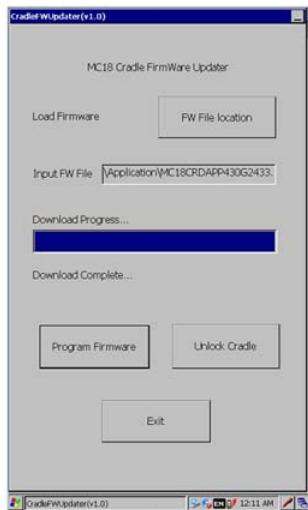 CradleFWUpdater(v1.0)
MC18 Cradle FirmWare Updater
Load Firmware
FW File location
Input FW File
\Application\MC18CRDAPP430G2433.
Download Progress...
Download Complete...
Program Firmware
Unlock Cradle
Exit
CradleFWUpdater(v1.0)
EN
12:11 AM